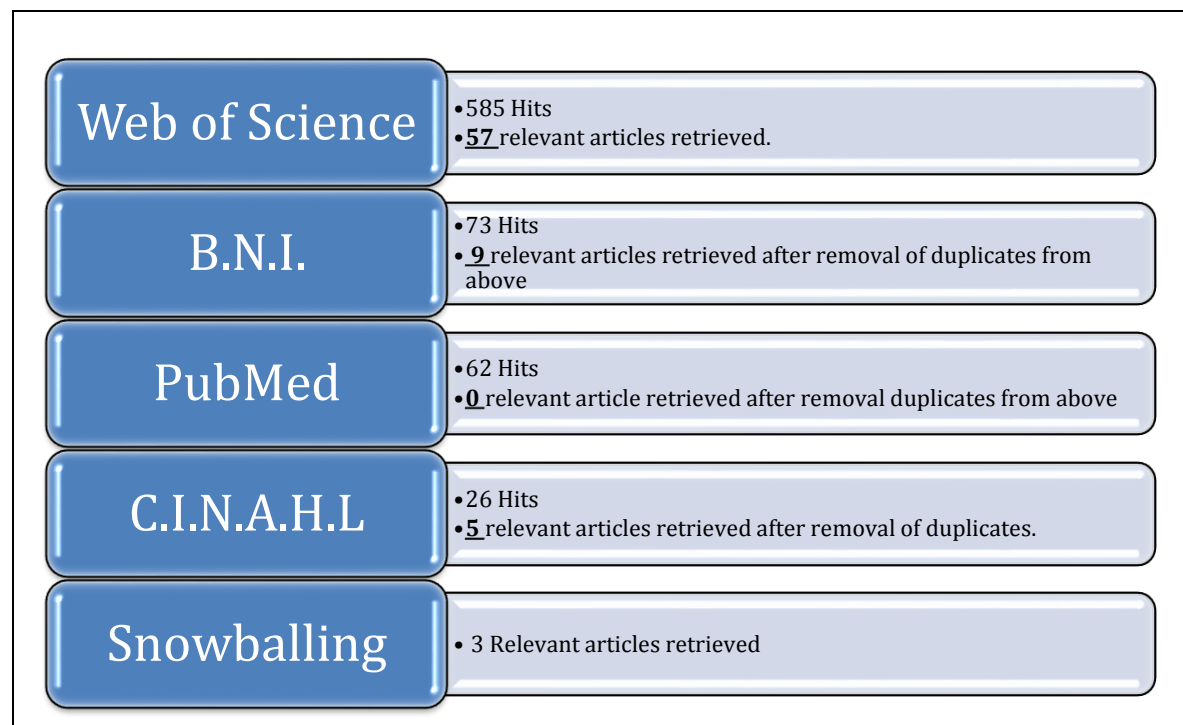 Web of Science
•585 Hits
•57 relevant articles retrieved.
B.N.I.
•73 Hits
• 9 relevant articles retrieved after removal of duplicates from
above
PubMed
•62 Hits
•0 relevant article retrieved after removal duplicates from above
C.I.N.A.H.L
•26 Hits
•5 relevant articles retrieved after removal of duplicates.
Snowballing
• 3 Relevant articles retrieved